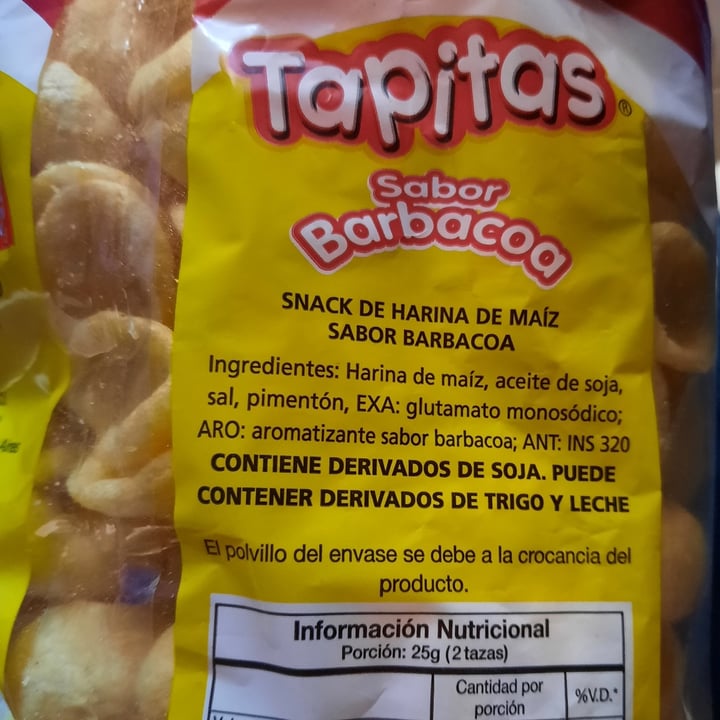 Tapitas®
Sabor
Barbacoa
SNACK DE HARINA DE MAÍZ
SABOR BARBACOA
Ingredientes: Harina de maíz, aceite de soja,
sal, pimentón, EXA: glutamato monosódico;
ARO: aromatizante sabor barbacoa; ANT: INS 320
CONTIENE DERIVADOS DE SOJA. PUEDE
CONTENER DERIVADOS DE TRIGO Y LECHE
El polvillo del envase se debe a la crocancia del
producto.
Información Nutricional
Porción: 25g (2 tazas)
Cantidad por
porción
%V.D.*